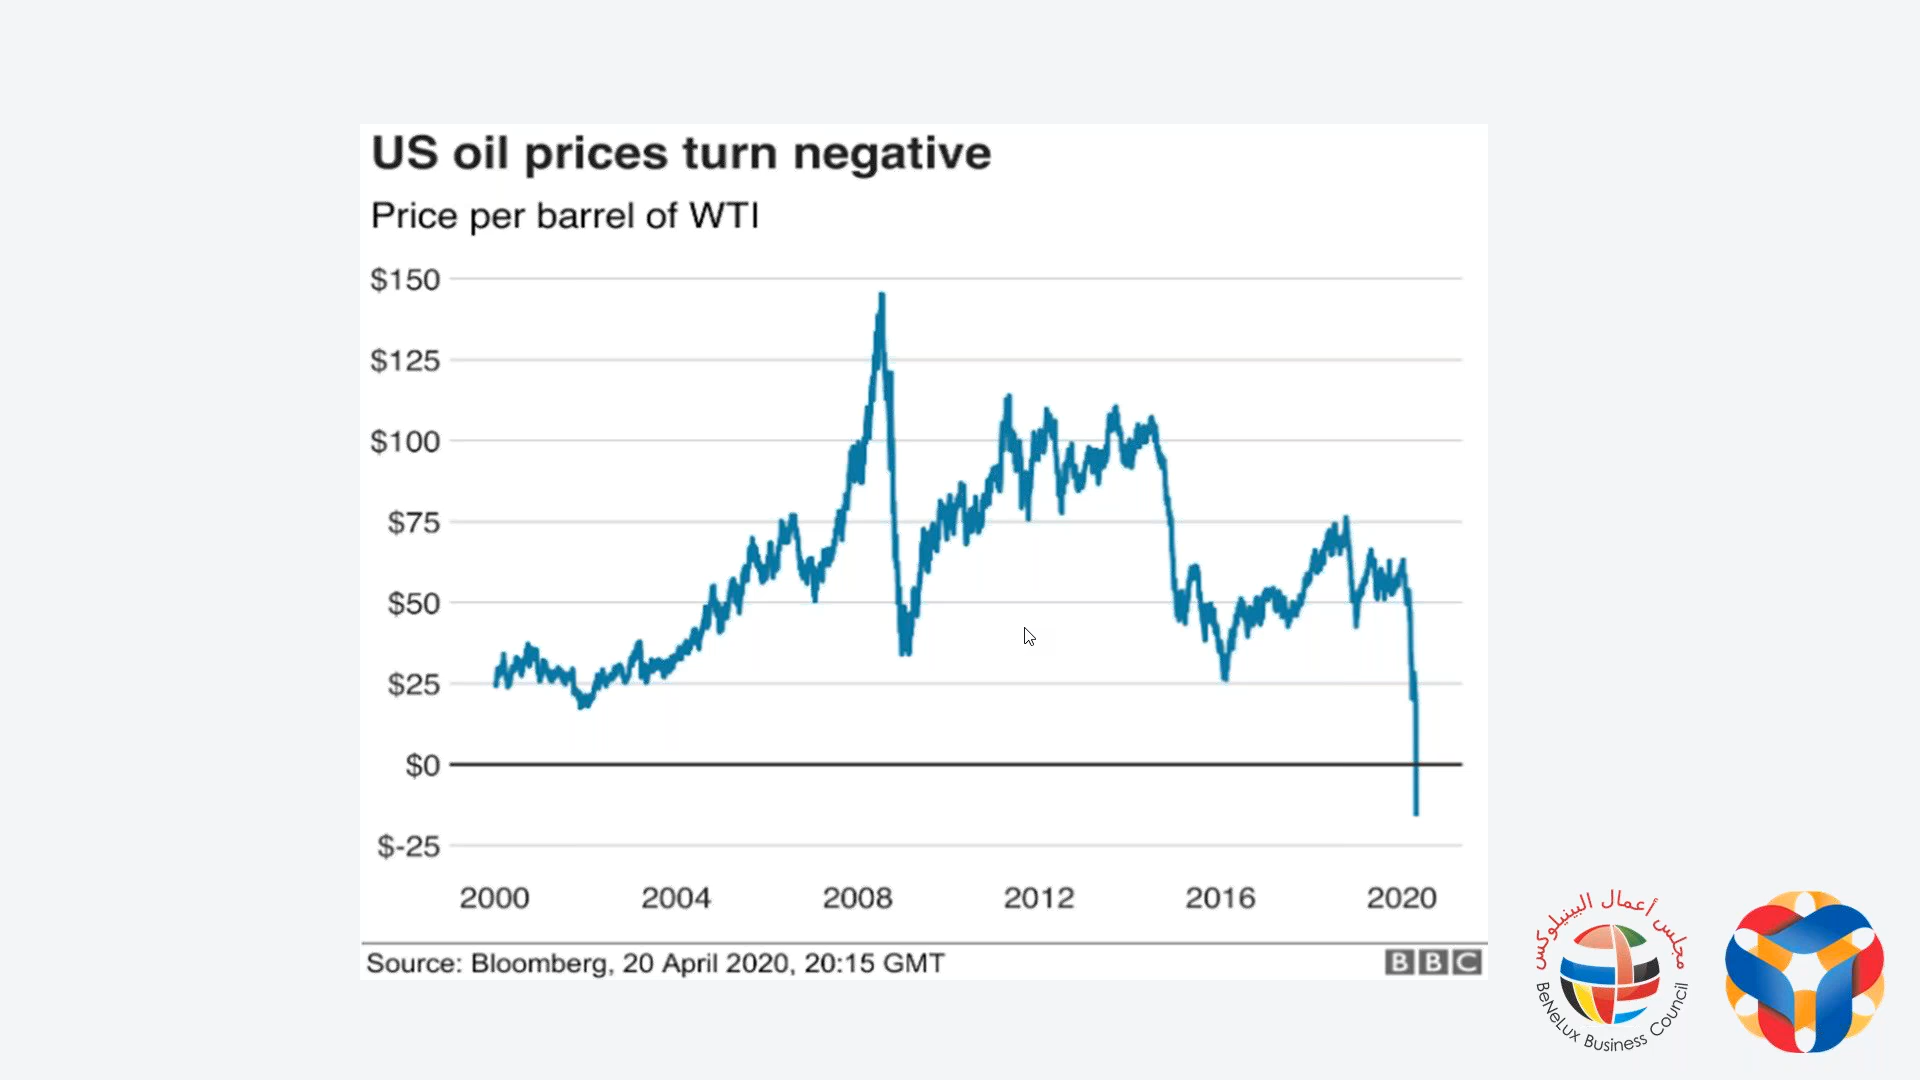 US oil prices turn negative
Price per barrel of WTI
$150
$125
$100
$75
$50
$25
$0
$-25
2000 2004 2008 2012 2016 2020
Source: Bloomberg, 20 April 2020, 20:15 GMT
BBC
مجلس أعمال البينيلوكس
BeNeLux Business Council